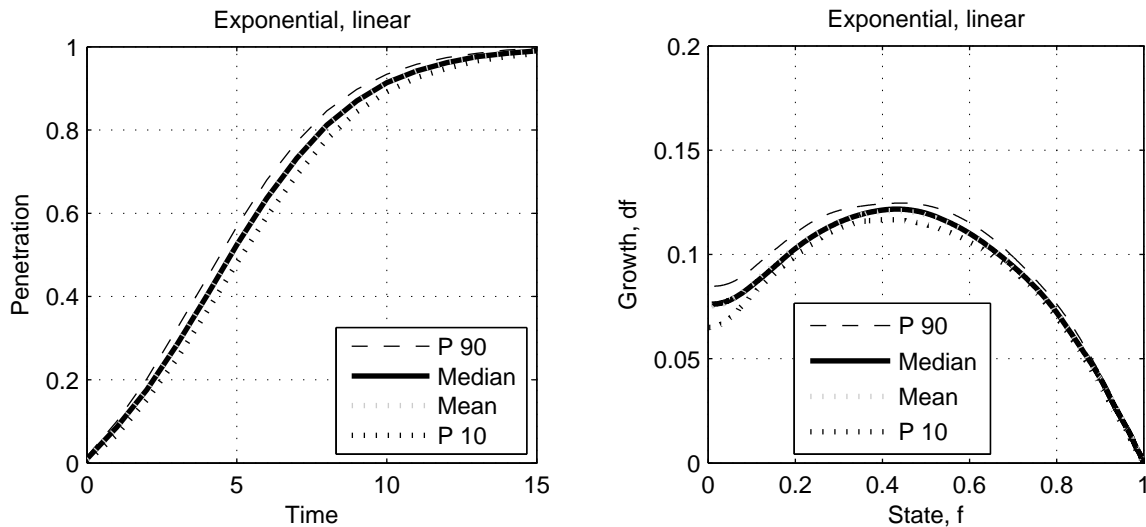 Exponential, linear
1
0.8
0.6
0.4
0.2
0
Penetration
0
5
10
15
Time
P 90
Median
Mean
P 10
Exponential, linear
0.2
0.15
0.1
0.05
0
Growth, df
0
0.2
0.4
0.6
0.8
1
State, f
P 90
Median
Mean
P 10